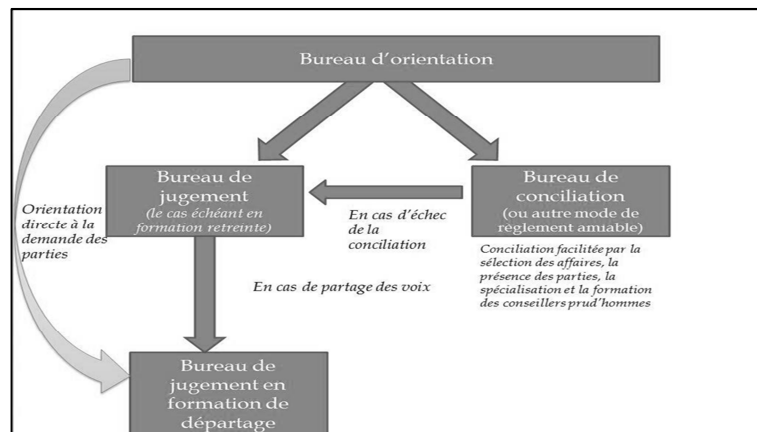 Bureau d'orientation
Bureau de
jugement
(le cas échéant en
formation retreinte)
Bureau de
conciliation
(ou autre mode de
règlement amiable)
Orientation
directe à la
demande des
parties
En cas d'échec
de la
conciliation
Conciliation facilitée par la
sélection des affaires, la
présence des parties, la
spécialisation et la formation
des conseillers prud'hommes
En cas de partage des voix
Bureau de
jugement en
formation de
départage